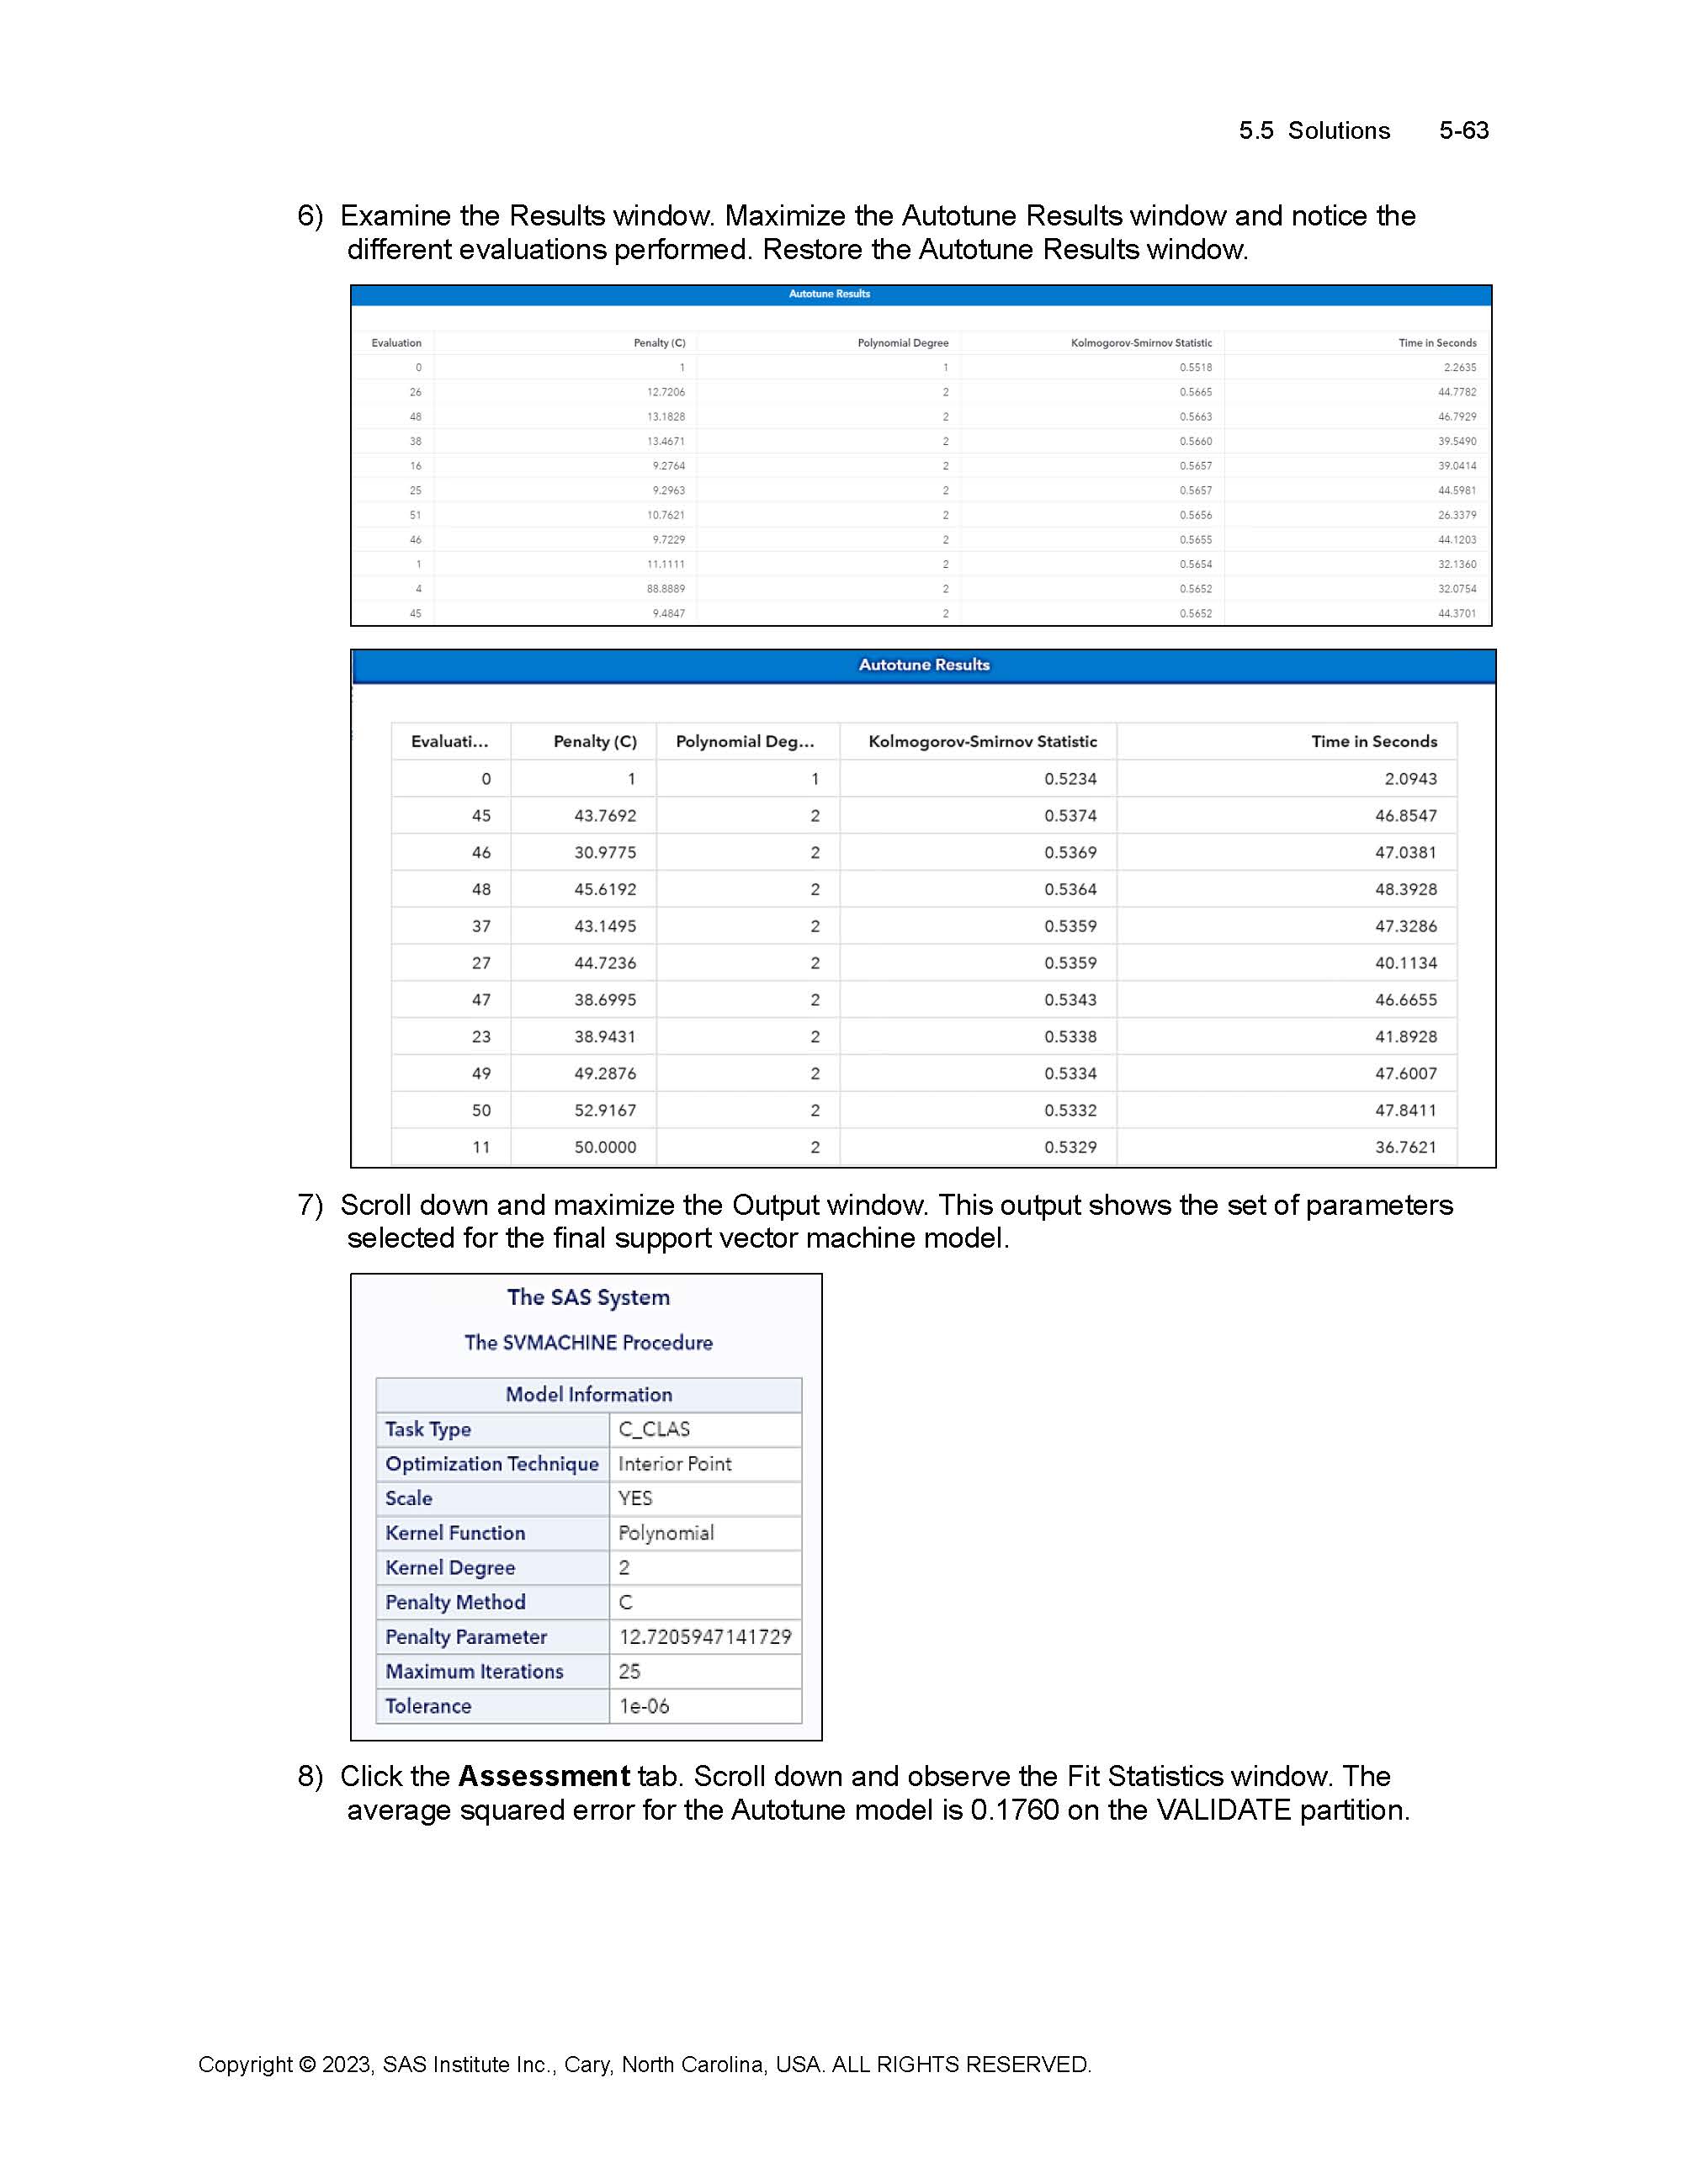 5.5 Solutions 5-63
6) Examine the Results window. Maximize the Autotune Results window and notice the
different evaluations performed. Restore the Autotune Results window.
Autotune Results
Evaluation Penalty (C) Polynomial Degree Kolmogorov-Smirnov Statistic Time in Seconds
0 1 1 0.5518 2.2635
26 12.7206 2 0.5665 44.7782
48 13.1828 2 0.5663 46.7929
38 13.4671 2 0.5660 39.5490
16 9.2764 2 0.5657 39.0414
25 9.2963 2 0.5657 44.5981
51 10.7621 2 0.5656 26.3379
46 9.7229 2 0.5655 44.1203
1 11.1111 2 0.5654 32.1360
4 88.8889 2 0.5652 32.0754
45 9.4847 2 0.5652 44.3701
Autotune Results
Evaluati... Penalty (C) Polynomial Deg... Kolmogorov-Smirnov Statistic Time in Seconds
0 1 1 0.5234 2.0943
45 43.7692 2 0.5374 46.8547
46 30.9775 2 0.5369 47.0381
48 45.6192 2 0.5364 48.3928
37 43.1495 2 0.5359 47.3286
27 44.7236 2 0.5359 40.1134
47 38.6995 2 0.5343 46.6655
23 38.9431 2 0.5338 41.8928
49 49.2876 2 0.5334 47.6007
50 52.9167 2 0.5332 47.8411
11 50.0000 2 0.5329 36.7621
7) Scroll down and maximize the Output window. This output shows the set of parameters
selected for the final support vector machine model.
The SAS System
The SVMACHINE Procedure
Model Information
Task Type C_CLAS
Optimization Technique Interior Point
Scale YES
Kernel Function Polynomial
Kernel Degree 2
Penalty Method C
Penalty Parameter 12.7205947141729
Maximum Iterations 25
Tolerance 1e-06
8) Click the Assessment tab. Scroll down and observe the Fit Statistics window. The
average squared error for the Autotune model is 0.1760 on the VALIDATE partition.
Copyright © 2023, SAS Institute Inc., Cary, North Carolina, USA. ALL RIGHTS RESERVED.